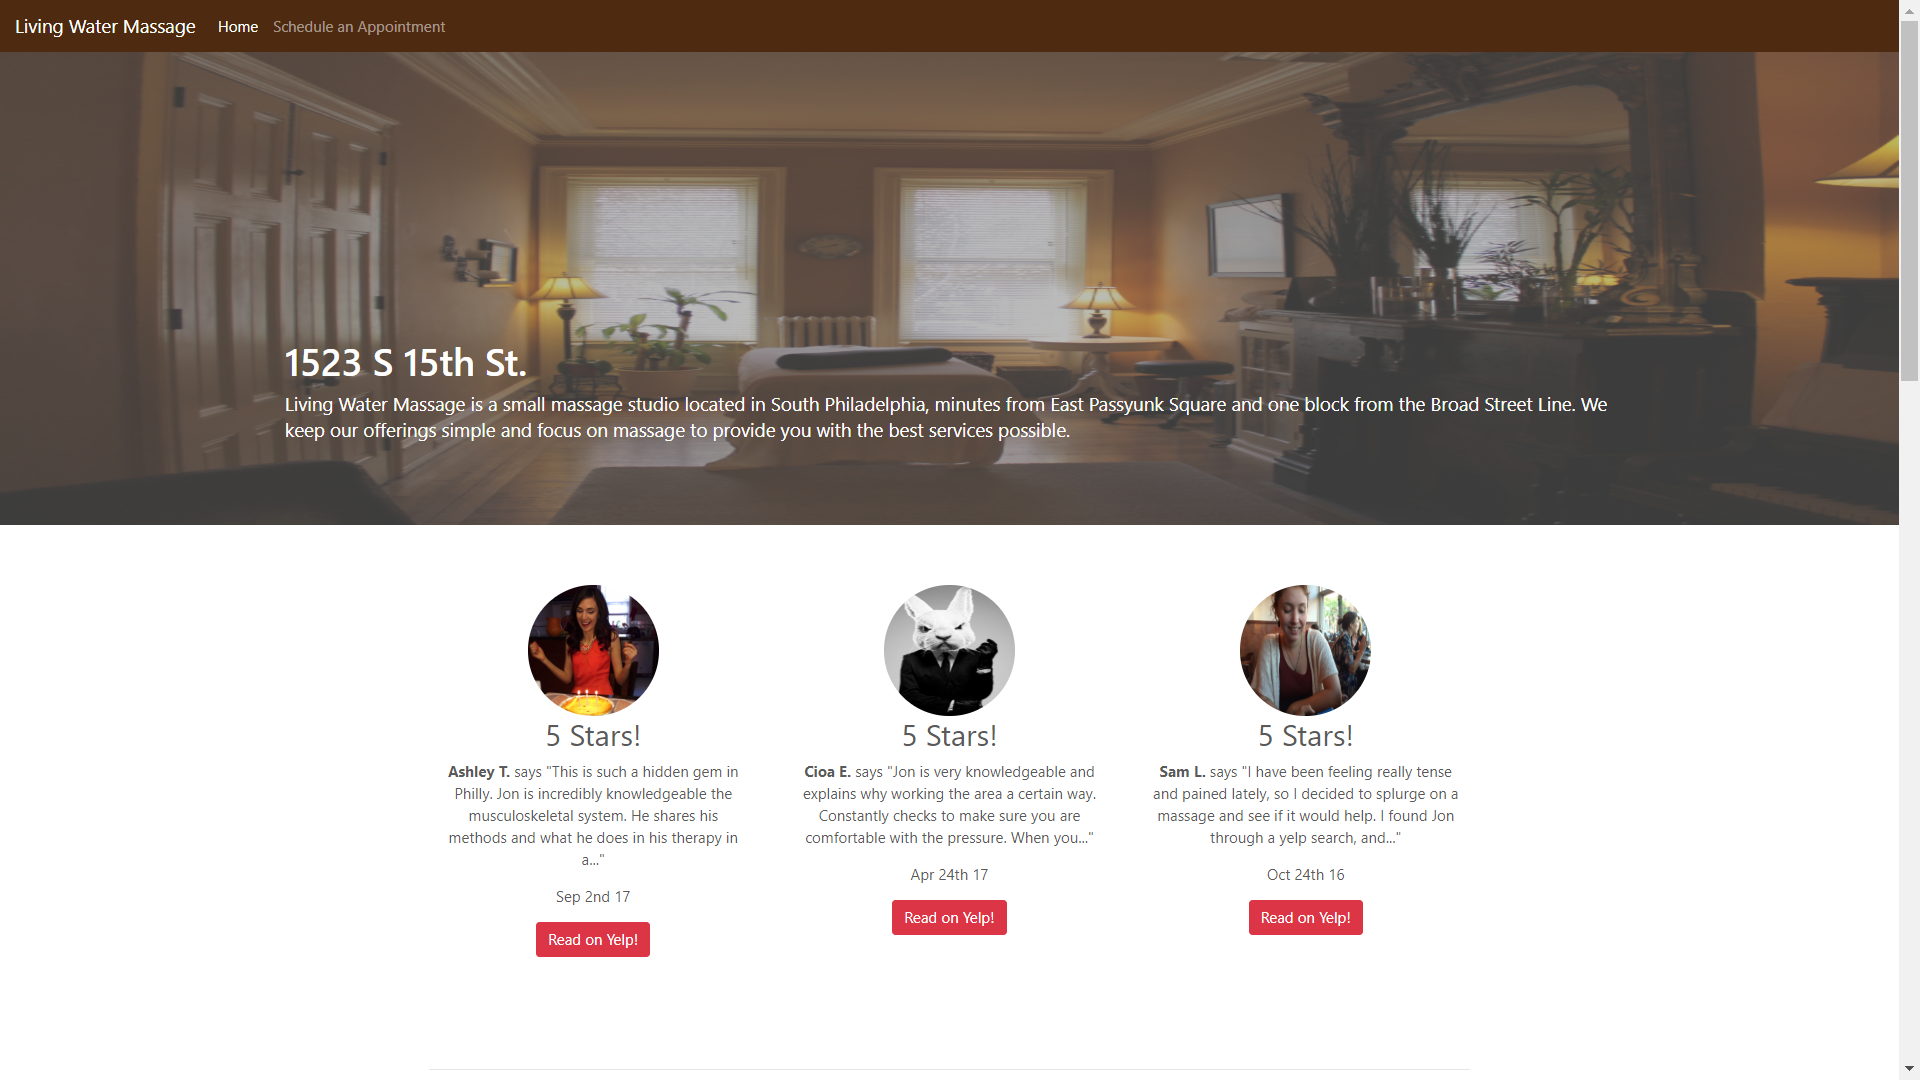 Living Water Massage Home Schedule an Appointment
1523 S 15th St.
Living Water Massage is a small massage studio located in South Philadelphia, minutes from East Passyunk Square and one block from the Broad Street Line. We
keep our offerings simple and focus on massage to provide you with the best services possible.
5 Stars!
Ashley T. says "This is such a hidden gem in
Philly. Jon is incredibly knowledgeable the
musculoskeletal system. He shares his
methods and what he does in his therapy in
a..."
Sep 2nd 17
Read on Yelp!
5 Stars!
Cioa E. says "Jon is very knowledgeable and
explains why working the area a certain way.
Constantly checks to make sure you are
comfortable with the pressure. When you..."
Apr 24th 17
Read on Yelp!
5 Stars!
Sam L. says "I have been feeling really tense
and pained lately, so I decided to splurge on a
massage and see if it would help. I found Jon
through a yelp search, and..."
Oct 24th 16
Read on Yelp!